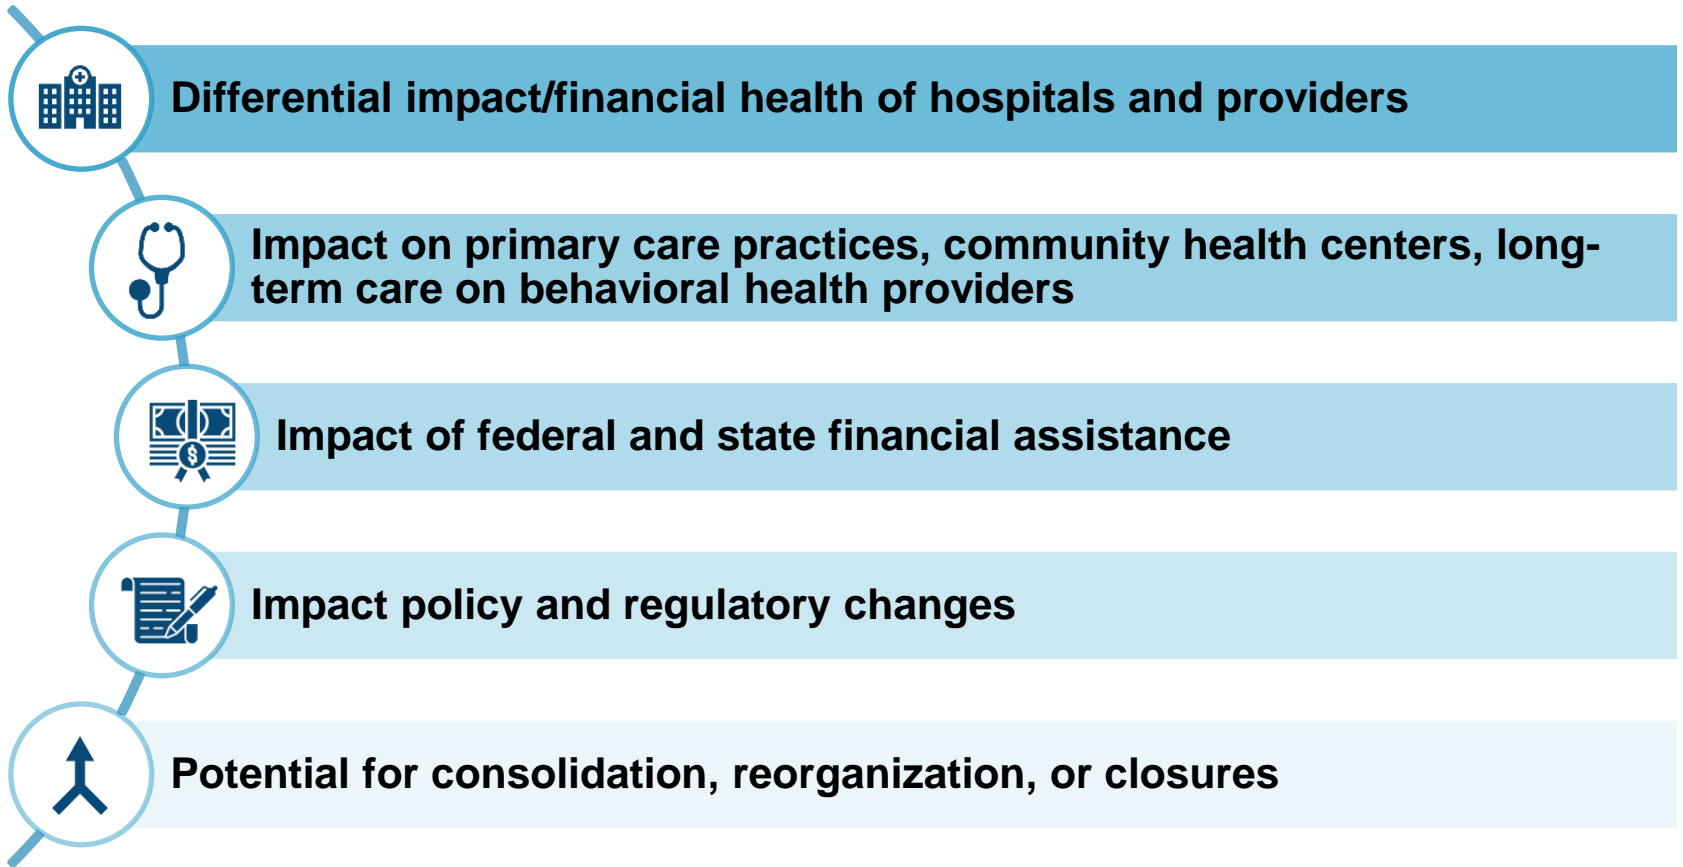 Differential impact/financial health of hospitals and providers
Impact on primary care practices, community health centers, long-
term care on behavioral health providers
Impact of federal and state financial assistance
Impact policy and regulatory changes
Potential for consolidation, reorganization, or closures